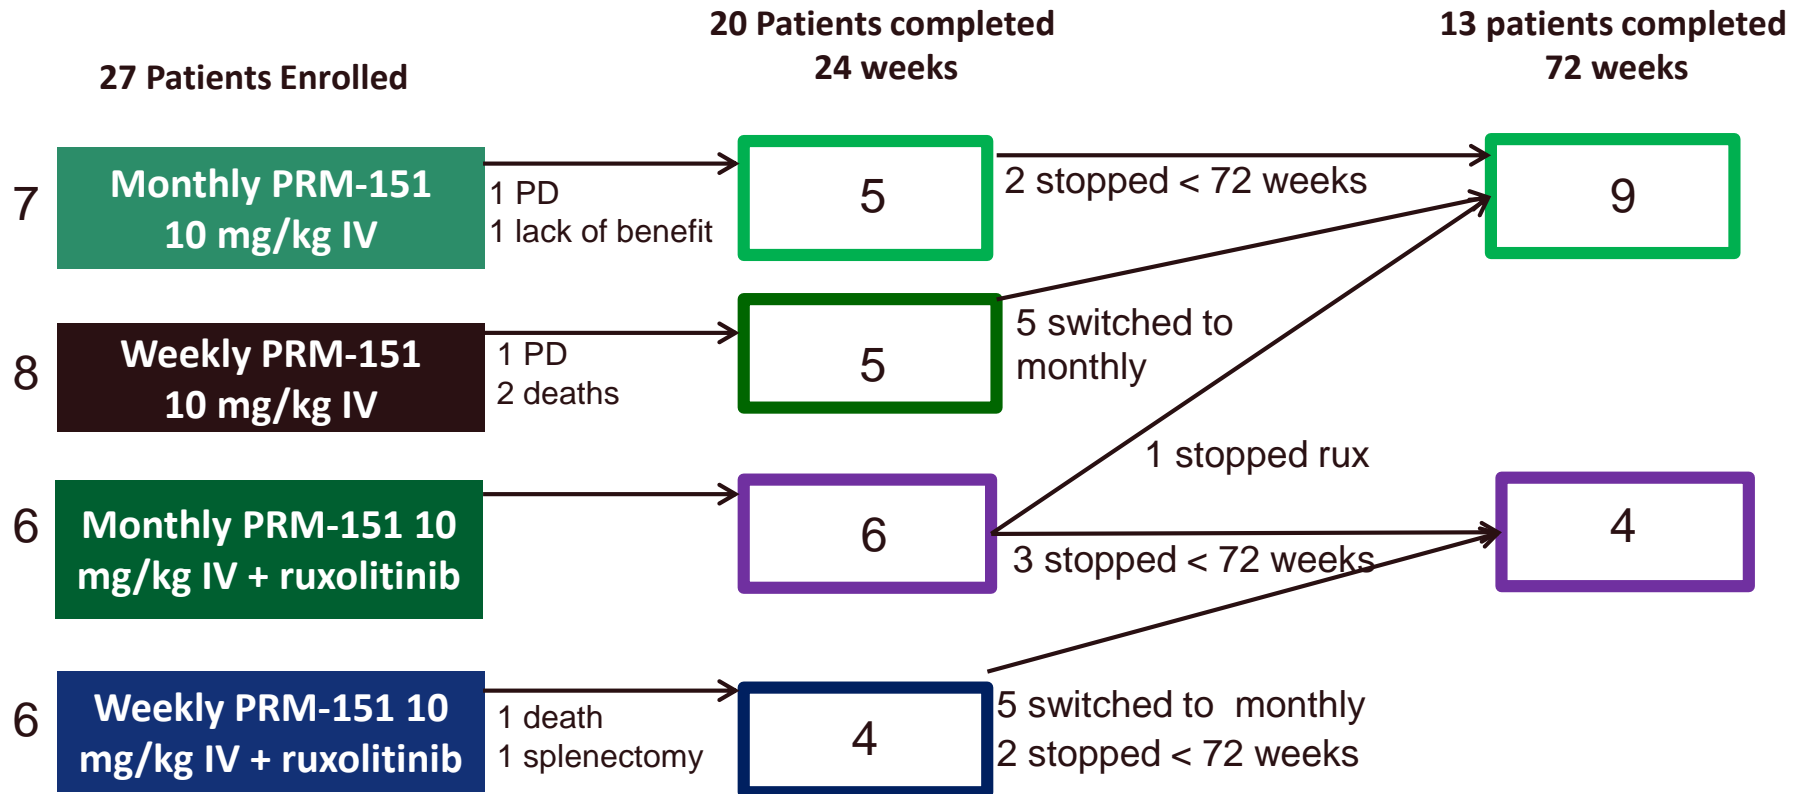 27 Patients Enrolled
20 Patients completed
24 weeks
13 patients completed
72 weeks
7
Monthly PRM-151
10 mg/kg IV
1 PD
1 lack of benefit
5
2 stopped < 72 weeks
9
8
Weekly PRM-151
10 mg/kg IV
1 PD
2 deaths
5
5 switched to
monthly
6
Monthly PRM-151 10
mg/kg IV + ruxolitinib
6
1 stopped rux
3 stopped < 72 weeks
4
6
Weekly PRM-151 10
mg/kg IV + ruxolitinib
1 death
1 splenectomy
4
5 switched to  monthly
2 stopped < 72 weeks